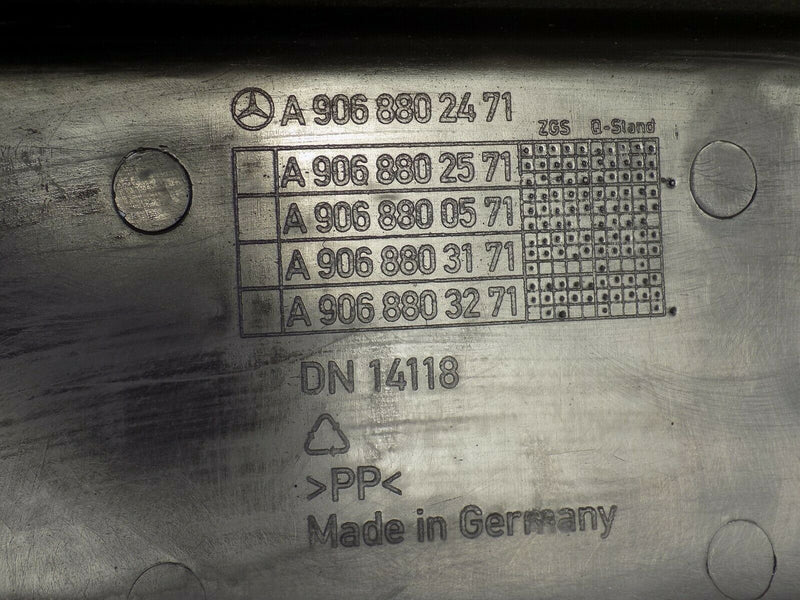 A 906 880 24 71
ZGS Q-Stand
A 906 880 25 71
A 906 880 05 71
A 906 880 31 71
A 906 880 32 71
DN 14118
>PP<
Made in Germany